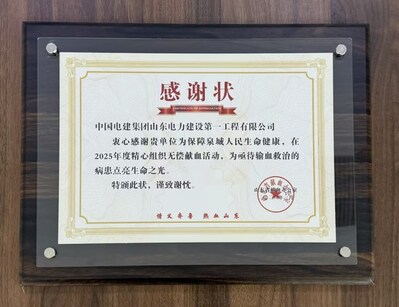 感谢状
中国电建集团山东电力建设第一工程有限公司
衷心感谢贵单位为保障泉城人民生命健康，在
2025年度精心组织无偿献血活动，为亟待输血救治的
病患点亮生命之光。
特颁此状，谨致谢忱。
情义齐鲁 热血山东